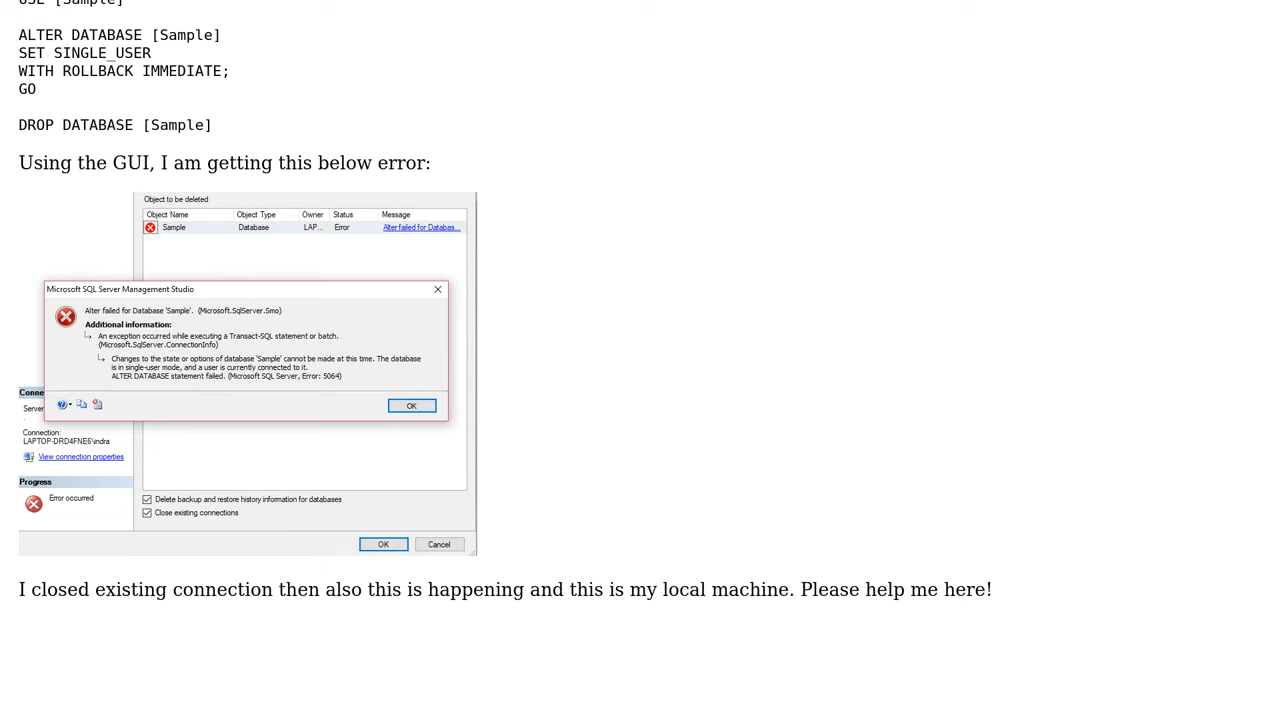 USE [Sample]
ALTER DATABASE [Sample]
SET SINGLE_USER
WITH ROLLBACK IMMEDIATE;
GO
DROP DATABASE [Sample]
Using the GUI, I am getting this below error:
Object to be deleted
Object Name Object Type Owner Status Message
Sample Database LAP... Error Alter failed for Databas...
Microsoft SQL Server Management Studio
Alter failed for Database 'Sample'. (Microsoft.SqlServer.Smo)
Additional information:
An exception occurred while executing a Transact-SQL statement or batch.
(Microsoft.SqlServer.ConnectionInfo)
Changes to the state or options of database 'Sample' cannot be made at this time. The database
is in single-user mode, and a user is currently connected to it.
ALTER DATABASE statement failed. (Microsoft SQL Server, Error: 5064)
OK
Conne
Server
.
Connection:
LAPTOP-DRD4FNE6\indra
View connection properties
Progress
Error occurred
Delete backup and restore history information for databases
Close existing connections
OK Cancel
I closed existing connection then also this is happening and this is my local machine. Please help me here!